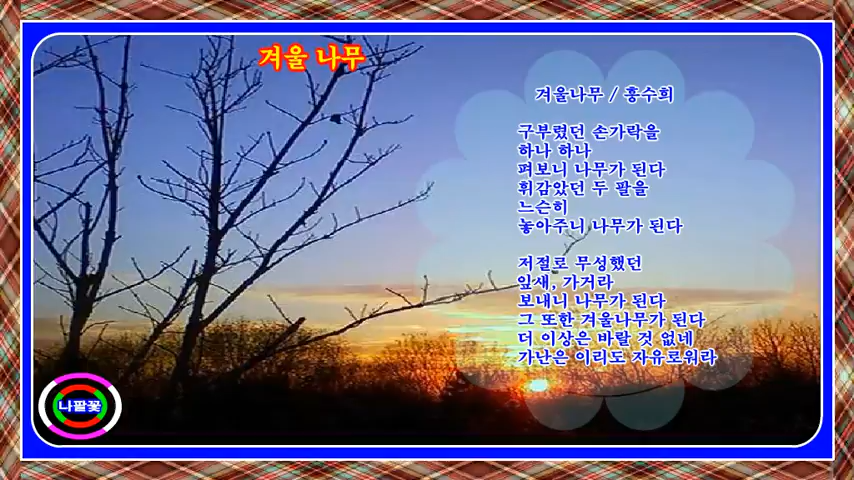 겨울 나무
겨울나무 / 홍수희
구부렸던 손가락을
하나 하나
펴보니 나무가 된다
휘감았던 두 팔을
느슨히
놓아주니 나무가 된다
저절로 무성했던
잎새, 가거라
보내니 나무가 된다
그 또한 겨울나무가 된다
더 이상은 바랄 것 없네
가난은 이리도 자유로워라
나팔꽃